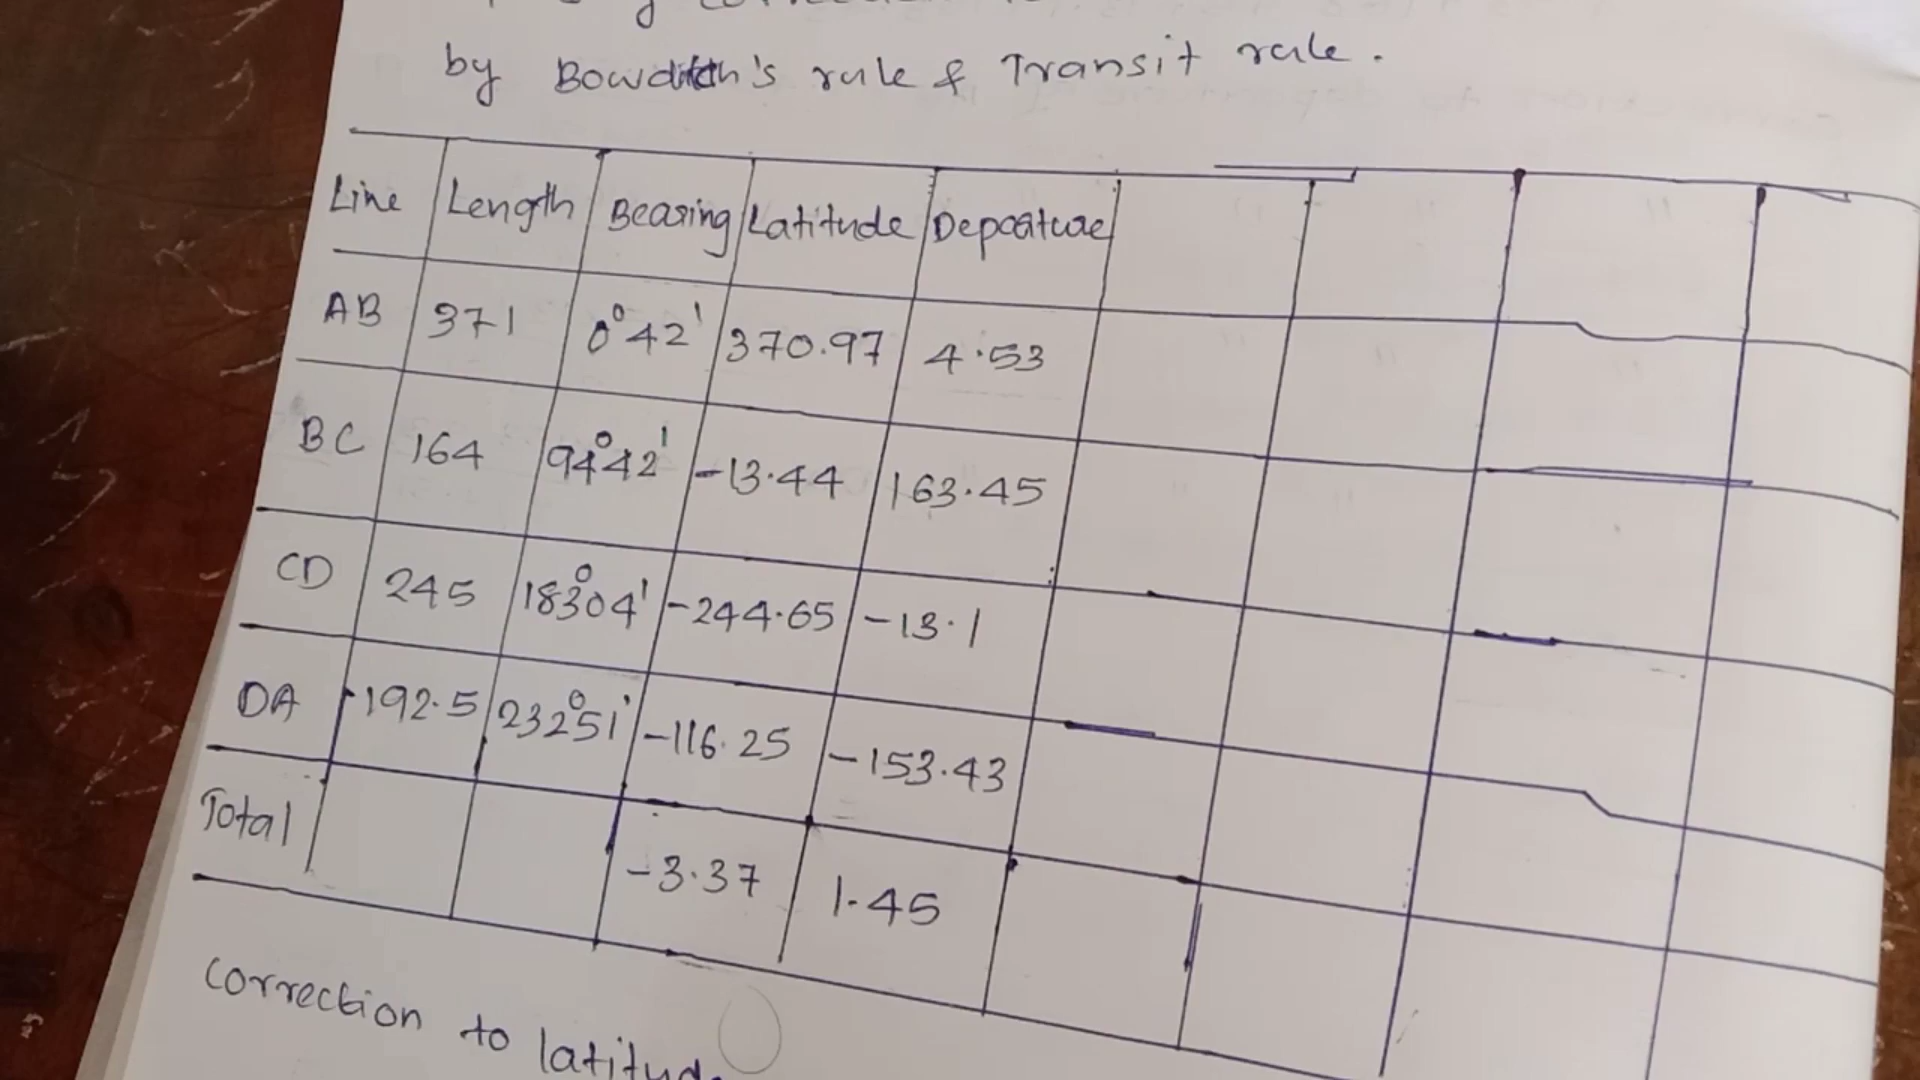 by Bowditch's rule & Transit rule.
Line Length Bearing Latitude Depoature
AB 371 0°42' 370.97 4.53
BC 164 94°42' -13.44 163.45
CD 245 183°04' -244.65 -13.1
DA 192.5 232°51' -116.25 -153.43
Total -3.37 1.45
correction to latitude